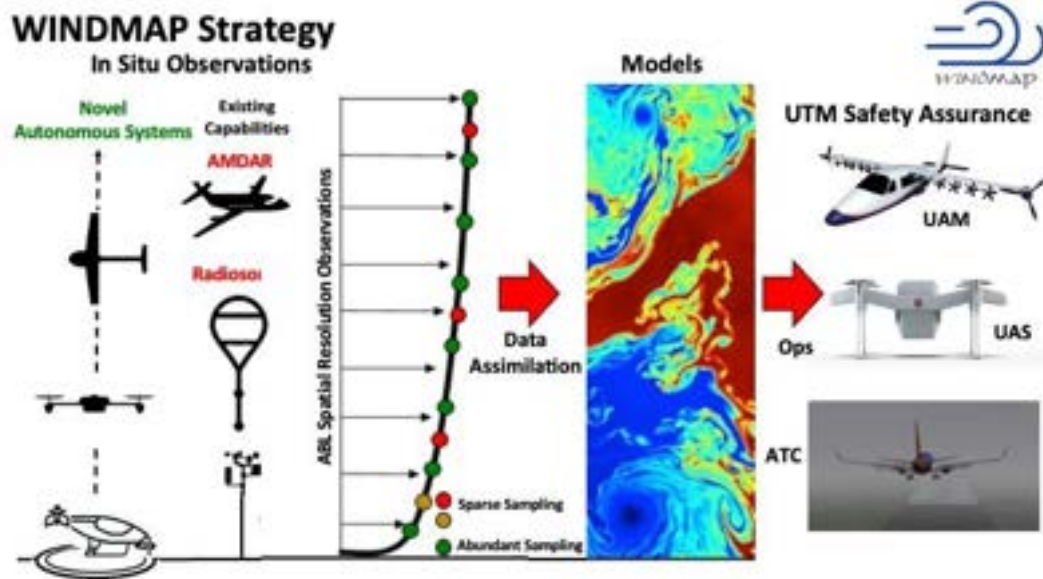 WINDMAP Strategy
In Situ Observations
Novel
Autonomous Systems
Existing
Capabilities
AMDAR
Radioso
ABL Spatial Resolution Observations
Sparse Sampling
Abundant Sampling
Data
Assimilation
Models
Ops
windmap
UTM Safety Assurance
UAM
UAS
ATC